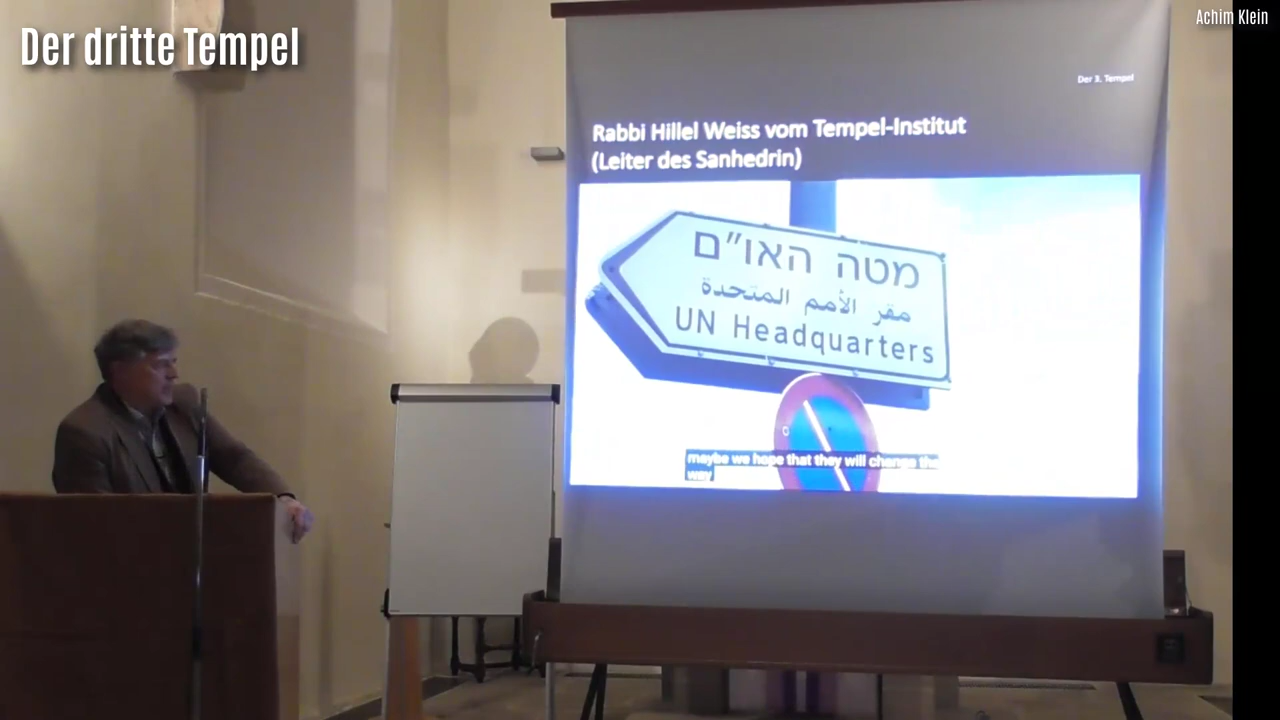 Der dritte Tempel
Achim Klein
Der 3. Tempel
Rabbi Hillel Weiss vom Tempel-Institut
(Leiter des Sanhedrin)
מטה האו"ם
مقر الأمم المتحدة
UN Headquarters
maybe we hope that they will change the
way